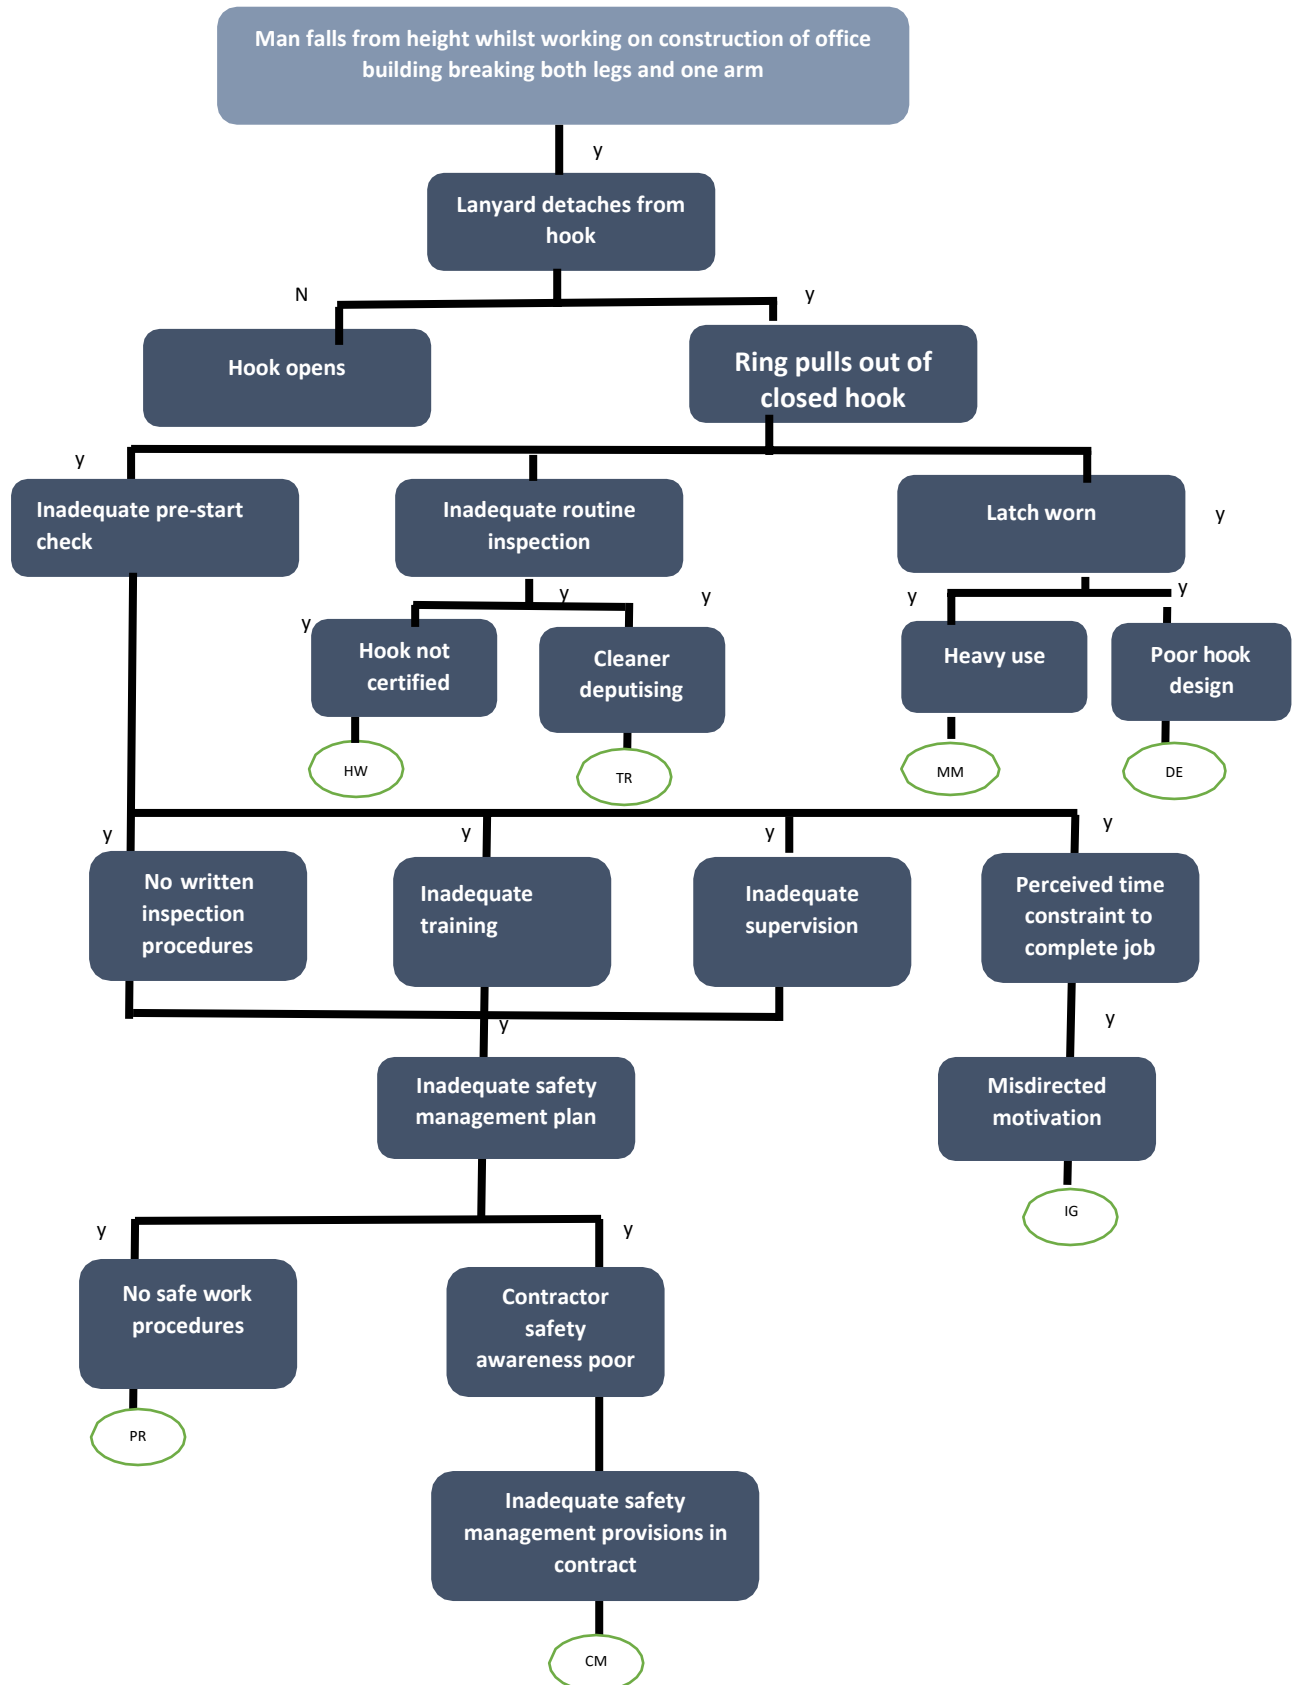 Man falls from height whilst working on construction of office
building breaking both legs and one arm
y
Lanyard detaches from
hook
N
y
Hook opens
Ring pulls out of
closed hook
y
Inadequate pre-start
check
Inadequate routine
inspection
Latch worn
y
y
y
y
y
y
Hook not
certified
Cleaner
deputising
Heavy use
Poor hook
design
HW
TR
MM
DE
y
y
y
y
No written
inspection
procedures
Inadequate
training
Inadequate
supervision
Perceived time
constraint to
complete job
y
y
Inadequate safety
management plan
Misdirected
motivation
IG
y
y
No safe work
procedures
Contractor
safety
awareness poor
PR
Inadequate safety
management provisions in
contract
CM